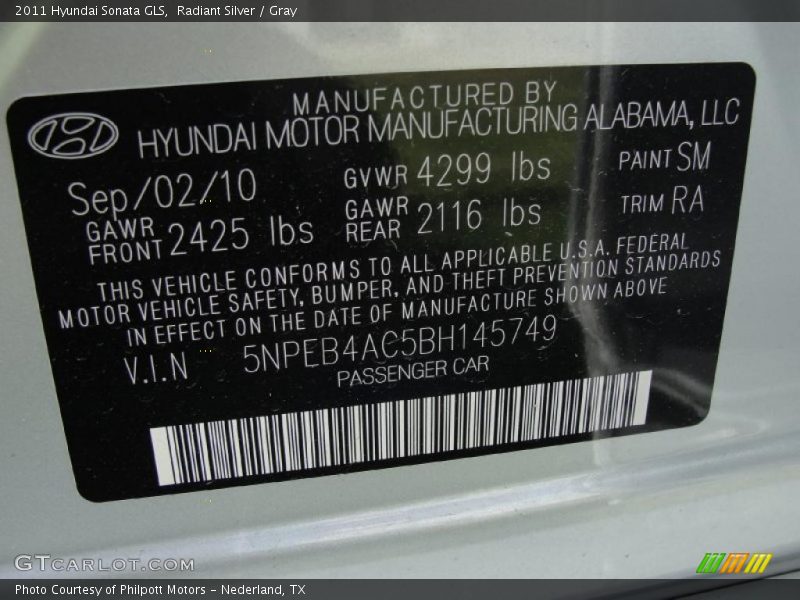 2011 Hyundai Sonata GLS,  Radiant Silver / Gray
MANUFACTURED BY
HYUNDAI MOTOR MANUFACTURING ALABAMA, LLC
Sep/02/10 GVWR 4299 lbs PAINT SM
GAWR FRONT 2425 lbs GAWR REAR 2116 lbs TRIM RA
THIS VEHICLE CONFORMS TO ALL APPLICABLE U.S.A. FEDERAL
MOTOR VEHICLE SAFETY, BUMPER, AND THEFT PREVENTION STANDARDS
IN EFFECT ON THE DATE OF MANUFACTURE SHOWN ABOVE
V.I.N 5NPEB4AC5BH145749
PASSENGER CAR
GTCARLOT.COM
Photo Courtesy of Philpott Motors - Nederland, TX